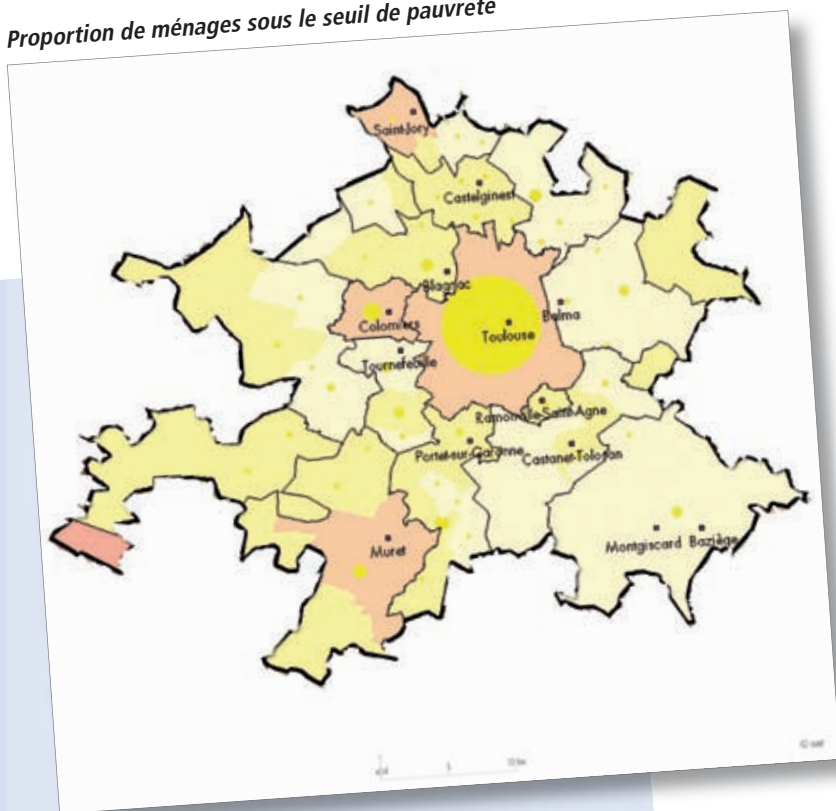 Proportion de ménages sous le seuil de pauvreté
Saint-Jory
Castelginest
Blagnac
Colomiers
Toulouse
Balma
Tournefeuille
Ramonville-Saint-Agne
Portet-sur-Garonne
Castanet-Tolosan
Muret
Montgiscard
Baziège